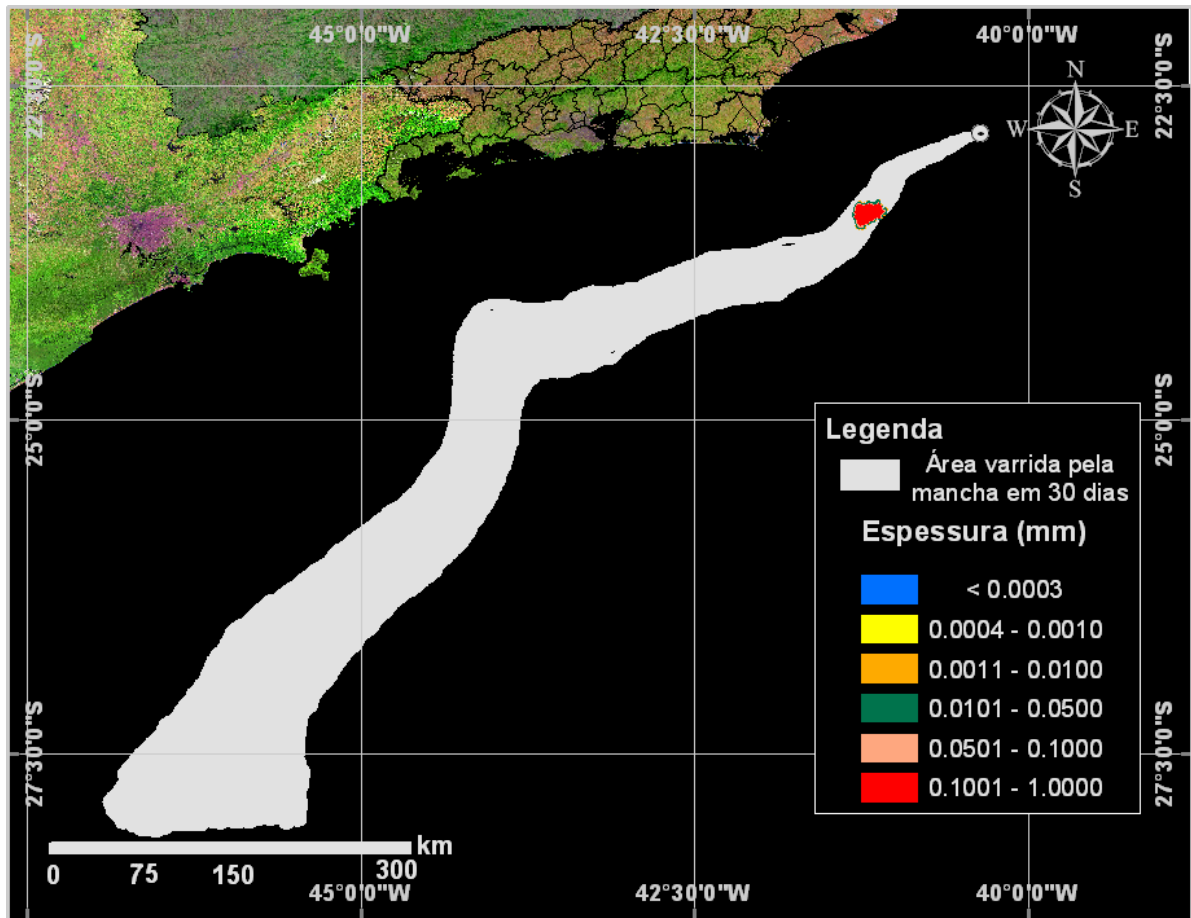 45°0'0"W
42°30'0"W
40°0'0"W
22°30'0"S
22°30'0"S
N
W
E
S
25°0'0"S
25°0'0"S
Legenda
Área varrida pela
mancha em 30 dias
Espessura (mm)
< 0.0003
0.0004 - 0.0010
0.0011 - 0.0100
0.0101 - 0.0500
0.0501 - 0.1000
0.1001 - 1.0000
27°30'0"S
27°30'0"S
km
0 75 150 300
45°0'0"W
42°30'0"W
40°0'0"W